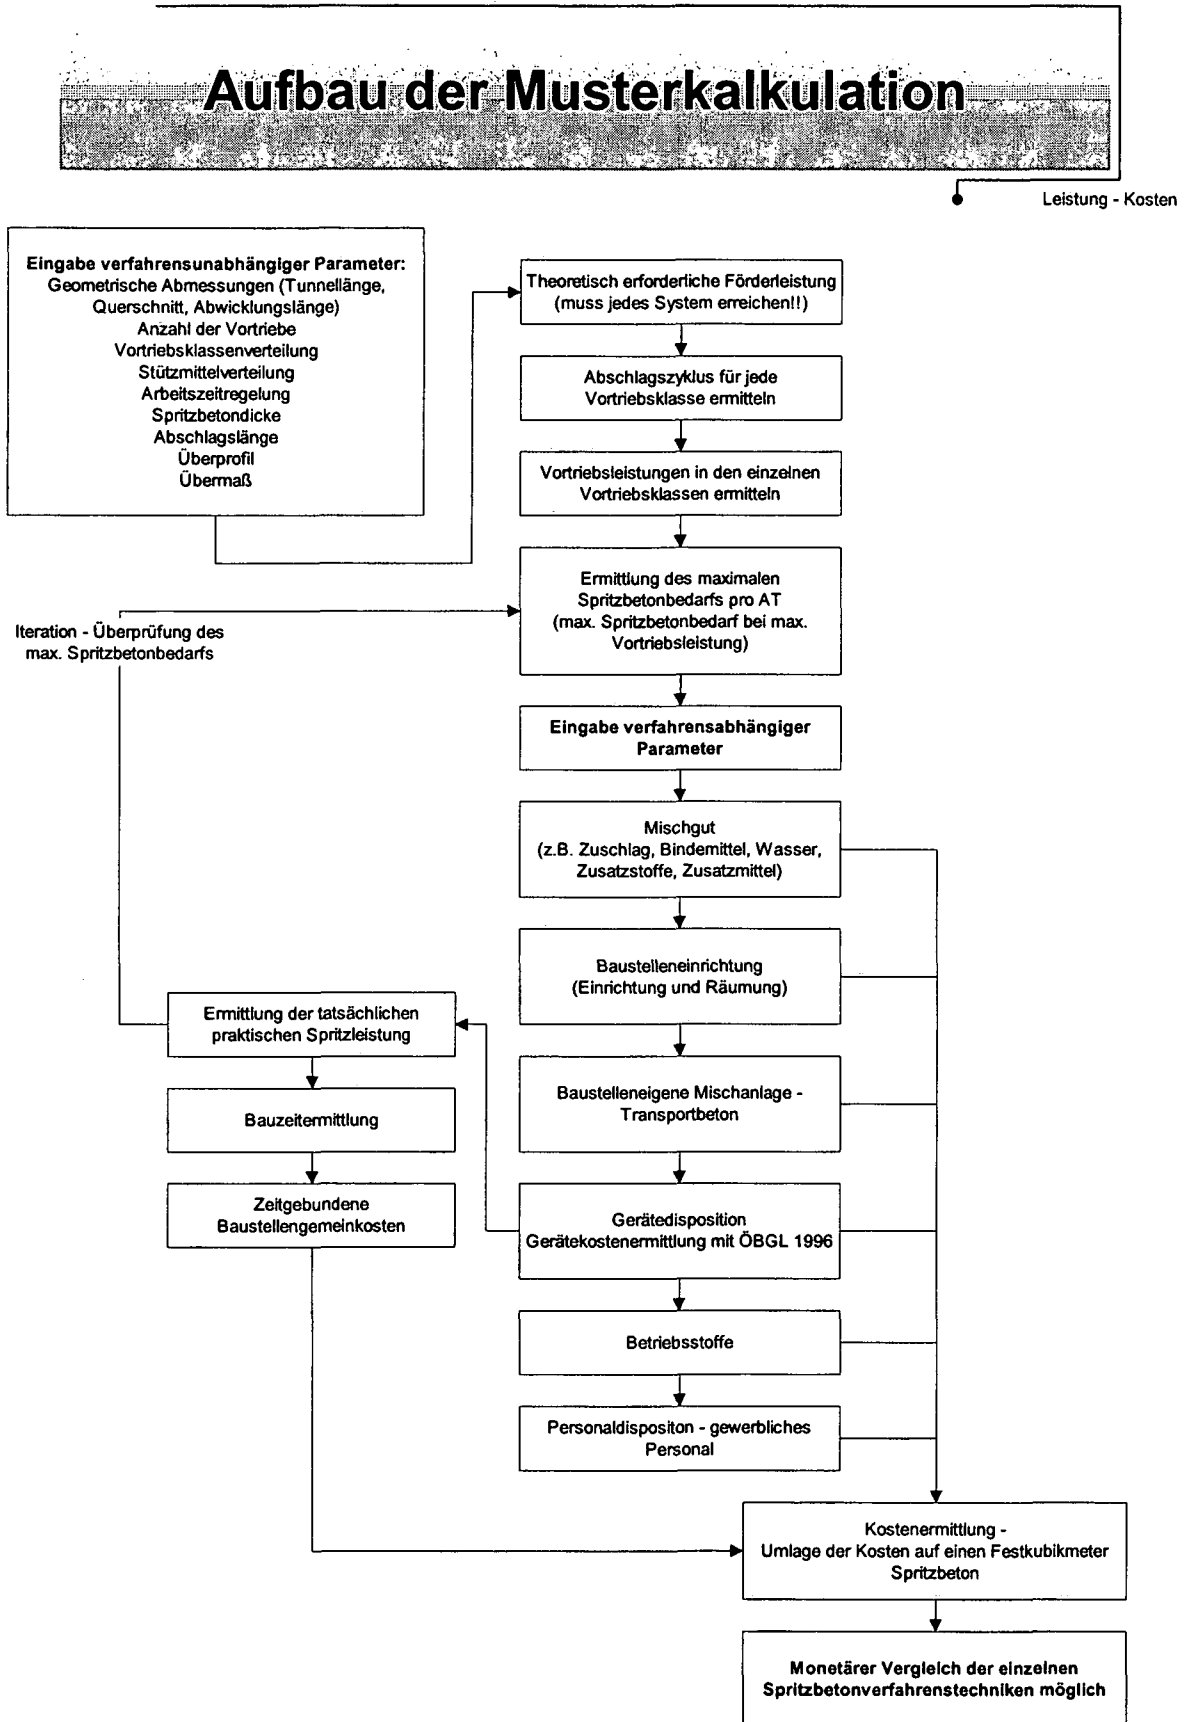 Aufbau der Musterkalkulation
Leistung - Kosten
Eingabe verfahrensunabhängiger Parameter:
Geometrische Abmessungen (Tunnellänge,
Querschnitt, Abwicklungslänge)
Anzahl der Vortriebe
Vortriebsklassenverteilung
Stützmittelverteilung
Arbeitszeitregelung
Spritzbetondicke
Abschlagslänge
Überprofil
Übermaß
Theoretisch erforderliche Förderleistung
(muss jedes System erreichen!!)
Abschlagszyklus für jede
Vortriebsklasse ermitteln
Vortriebsleistungen in den einzelnen
Vortriebsklassen ermitteln
Ermittlung des maximalen
Spritzbetonbedarfs pro AT
(max. Spritzbetonbedarf bei max.
Vortriebsleistung)
Iteration - Überprüfung des
max. Spritzbetonbedarfs
Eingabe verfahrensabhängiger
Parameter
Mischgut
(z.B. Zuschlag, Bindemittel, Wasser,
Zusatzstoffe, Zusatzmittel)
Baustelleneinrichtung
(Einrichtung und Räumung)
Ermittlung der tatsächlichen
praktischen Spritzleistung
Baustelleneigene Mischanlage -
Transportbeton
Bauzeitermittlung
Zeitgebundene
Baustellengemeinkosten
Gerätedisposition
Gerätekostenermittlung mit ÖBGL 1996
Betriebsstoffe
Personaldispositon - gewerbliches
Personal
Kostenermittlung -
Umlage der Kosten auf einen Festkubikmeter
Spritzbeton
Monetärer Vergleich der einzelnen
Spritzbetonverfahrenstechniken möglich